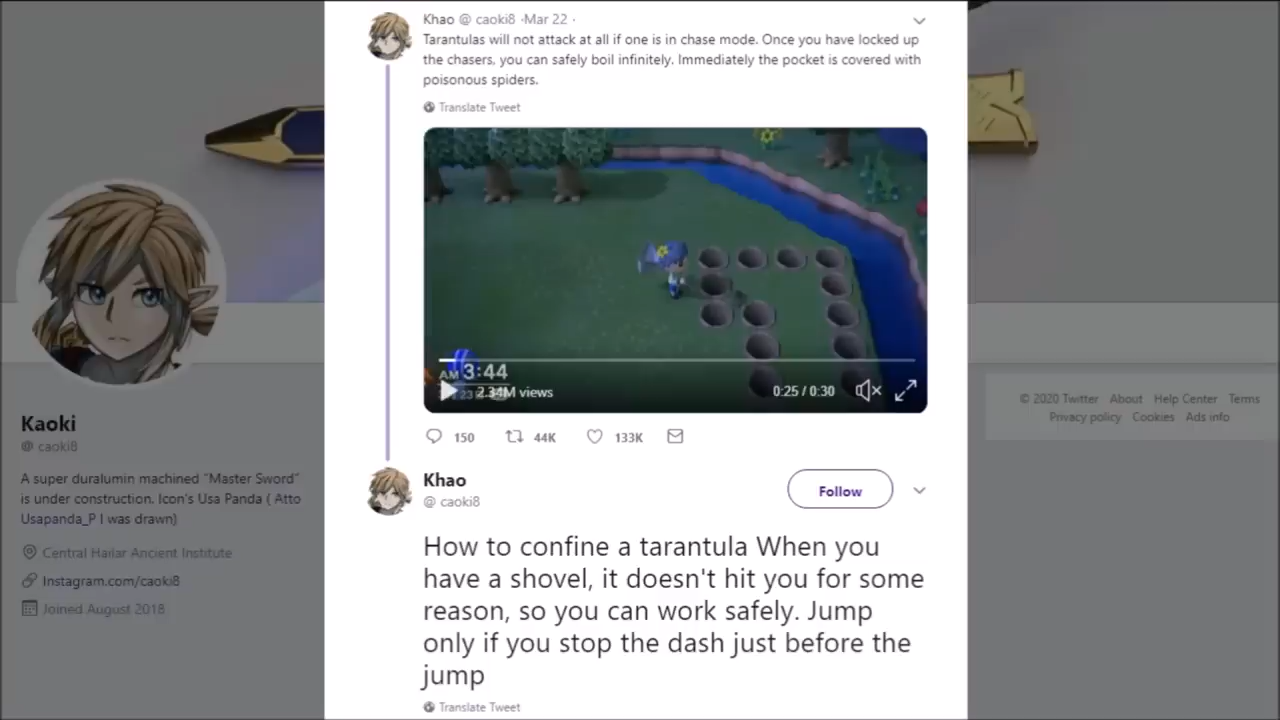 Khao @ caoki8 ·Mar 22 ·
Tarantulas will not attack at all if one is in chase mode. Once you have locked up
the chasers, you can safely boil infinitely. Immediately the pocket is covered with
poisonous spiders.
Translate Tweet
AM 3:44
2.34M views
0:25 / 0:30
150
44K
133K
Khao
@ caoki8
Follow
How to confine a tarantula When you
have a shovel, it doesn't hit you for some
reason, so you can work safely. Jump
only if you stop the dash just before the
jump
Translate Tweet
Kaoki
@ caoki8
A super duralumin machined "Master Sword"
is under construction. Icon's Usa Panda ( Atto
Usapanda_P I was drawn)
Central Hailar Ancient Institute
Instagram.com/caoki8
Joined August 2018
© 2020 Twitter About Help Center Terms
Privacy policy Cookies Ads info